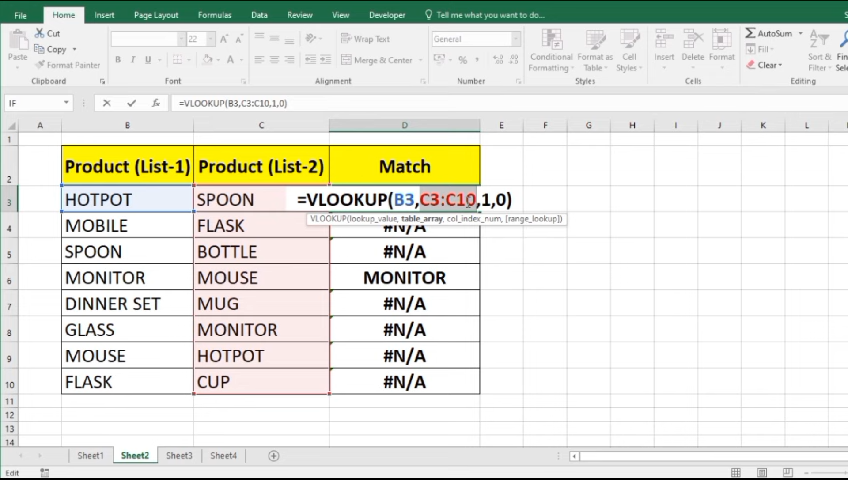 File Home Insert Page Layout Formulas Data Review View Developer Tell me what you want to do...
Cut
Copy
Format Painter
Paste
Clipboard
22
A A
B I U
Font
Wrap Text
Merge & Center
Alignment
General
% ,
Number
Conditional Formatting
Format as Table
Cell Styles
Styles
Insert Delete Format
Cells
AutoSum
Fill
Clear
Sort & Filter
Editing
IF fx =VLOOKUP(B3,C3:C10,1,0)
A B C D E F G H I J K L M
1
2 Product (List-1) Product (List-2) Match
3 HOTPOT SPOON =VLOOKUP(B3,C3:C10,1,0)
VLOOKUP(lookup_value, table_array, col_index_num, [range_lookup])
4 MOBILE FLASK #N/A
5 SPOON BOTTLE #N/A
6 MONITOR MOUSE MONITOR
7 DINNER SET MUG #N/A
8 GLASS MONITOR #N/A
9 MOUSE HOTPOT #N/A
10 FLASK CUP #N/A
11
12
13
14
Sheet1 Sheet2 Sheet3 Sheet4
Edit